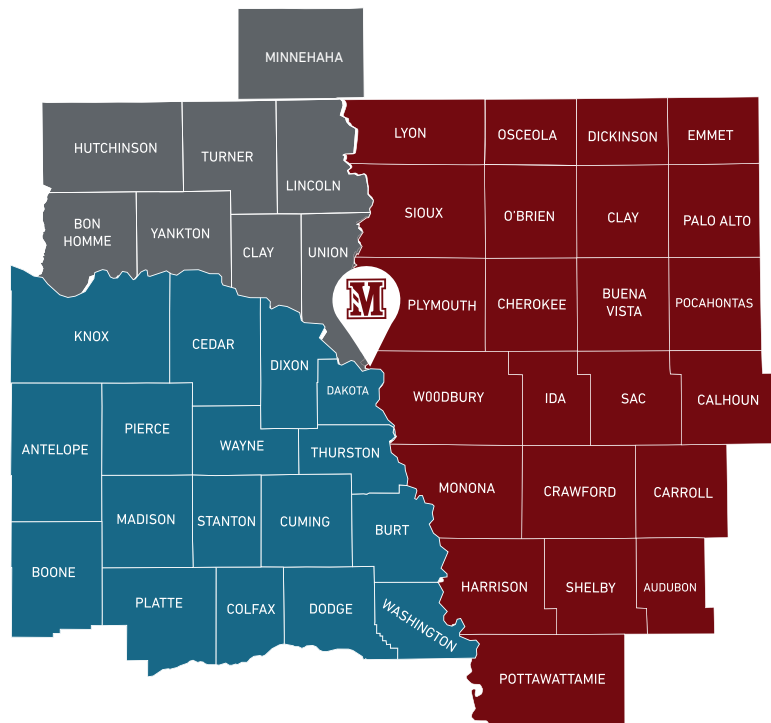 MINNEHAHA
HUTCHINSON
TURNER
LINCOLN
BON
HOMME
YANKTON
CLAY
UNION
LYON
OSCEOLA
DICKINSON
EMMET
SIOUX
O'BRIEN
CLAY
PALO ALTO
M
PLYMOUTH
CHEROKEE
BUENA
VISTA
POCAHONTAS
KNOX
CEDAR
DIXON
DAKOTA
WOODBURY
IDA
SAC
CALHOUN
ANTELOPE
PIERCE
WAYNE
THURSTON
MONONA
CRAWFORD
CARROLL
MADISON
STANTON
CUMING
BURT
BOONE
PLATTE
COLFAX
DODGE
WASHINGTON
HARRISON
SHELBY
AUDUBON
POTTAWATTAMIE